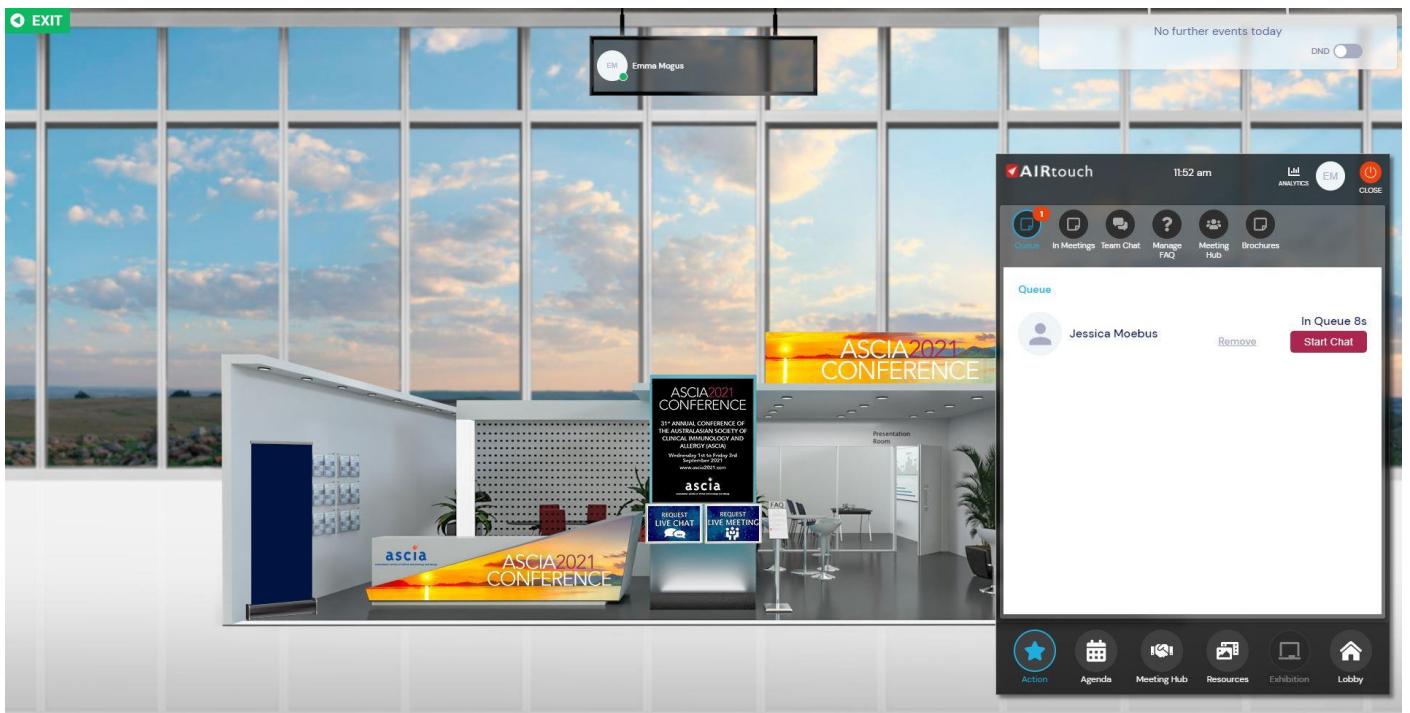 EXIT
EM
Emma Mogus
No further events today
DND
AIRtouch
11:52 am
ANALYTICS
EM
CLOSE
1
Queue
In Meetings
Team Chat
Manage
FAQ
Meeting
Hub
Brochures
Queue
Jessica Moebus
Remove
In Queue 8s
Start Chat
ASCIA2021
CONFERENCE
ASCIA2021
CONFERENCE
31st ANNUAL CONFERENCE OF
THE AUSTRALASIAN SOCIETY OF
CLINICAL IMMUNOLOGY AND
ALLERGY (ASCIA)
Wednesday 1st to Friday 3rd
September 2021
www.ascia2021.com
ascia
REQUEST
LIVE CHAT
REQUEST
LIVE MEETING
FAQ
Presentation
Room
ascia
ASCIA2021
CONFERENCE
Action
Agenda
Meeting Hub
Resources
Exhibition
Lobby